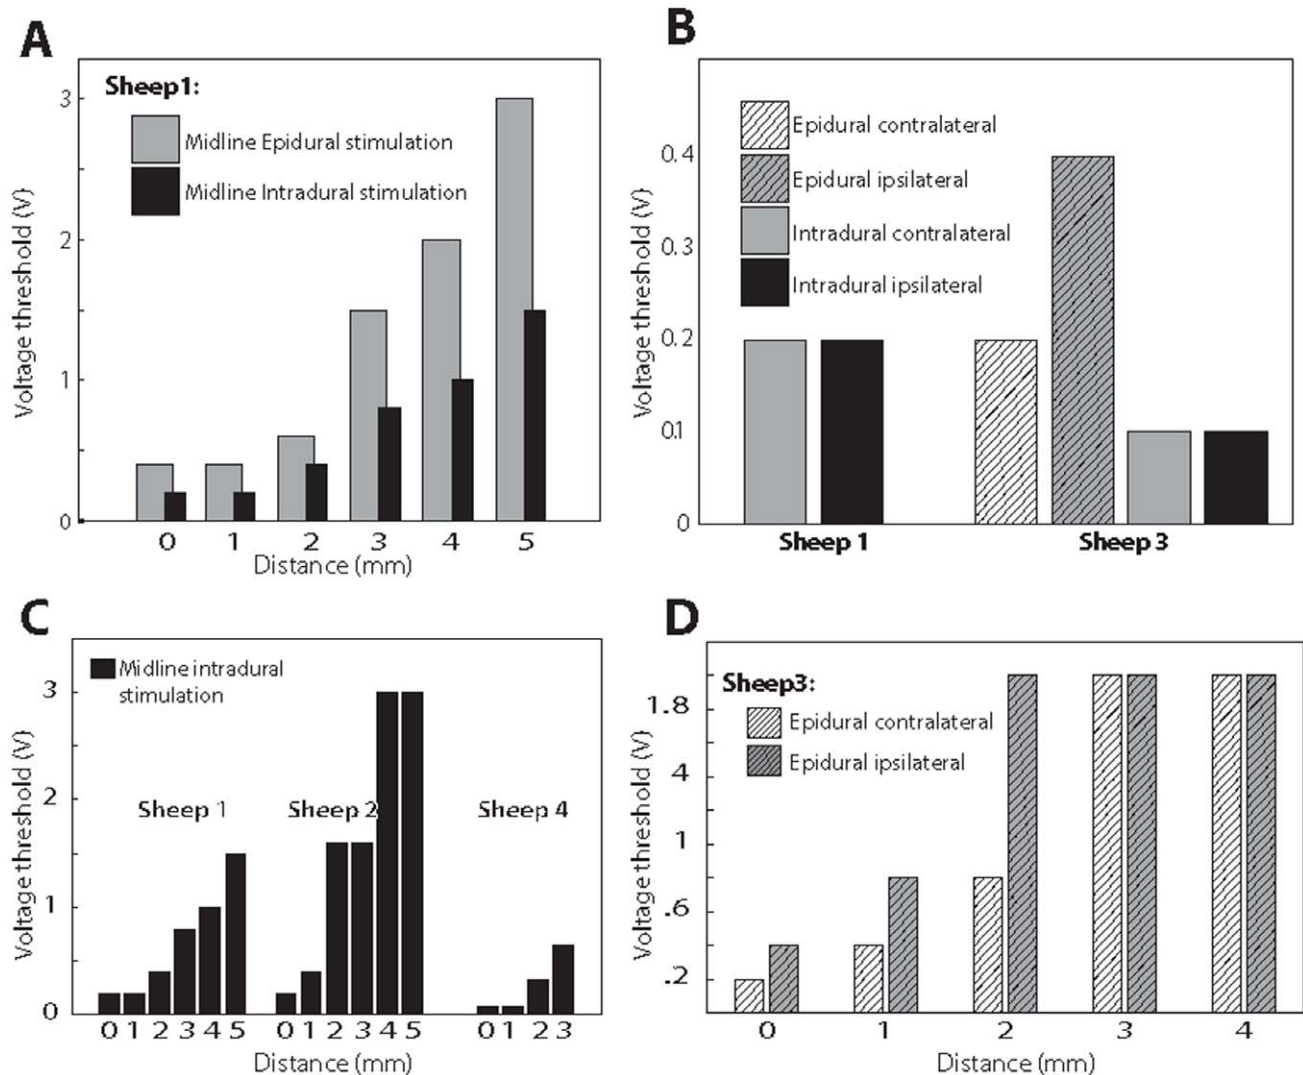 A
Sheep1:
Midline Epidural stimulation
Midline Intradural stimulation
Voltage threshold (V)
3
2
1
0
0 1 2 3 4 5
Distance (mm)
B
Epidural contralateral
Epidural ipsilateral
Intradural contralateral
Intradural ipsilateral
Voltage threshold (V)
0.4
0.3
0.2
0.1
0
Sheep 1 Sheep 3
C
Midline intradural
stimulation
Voltage threshold (V)
3
2
1
0
Sheep 1 Sheep 2 Sheep 4
0 1 2 3 4 5 0 1 2 3 4 5 0 1 2 3
Distance (mm)
D
Sheep3:
Epidural contralateral
Epidural ipsilateral
Voltage threshold (V)
1.8
4
1
.6
.2
0 1 2 3 4
Distance (mm)